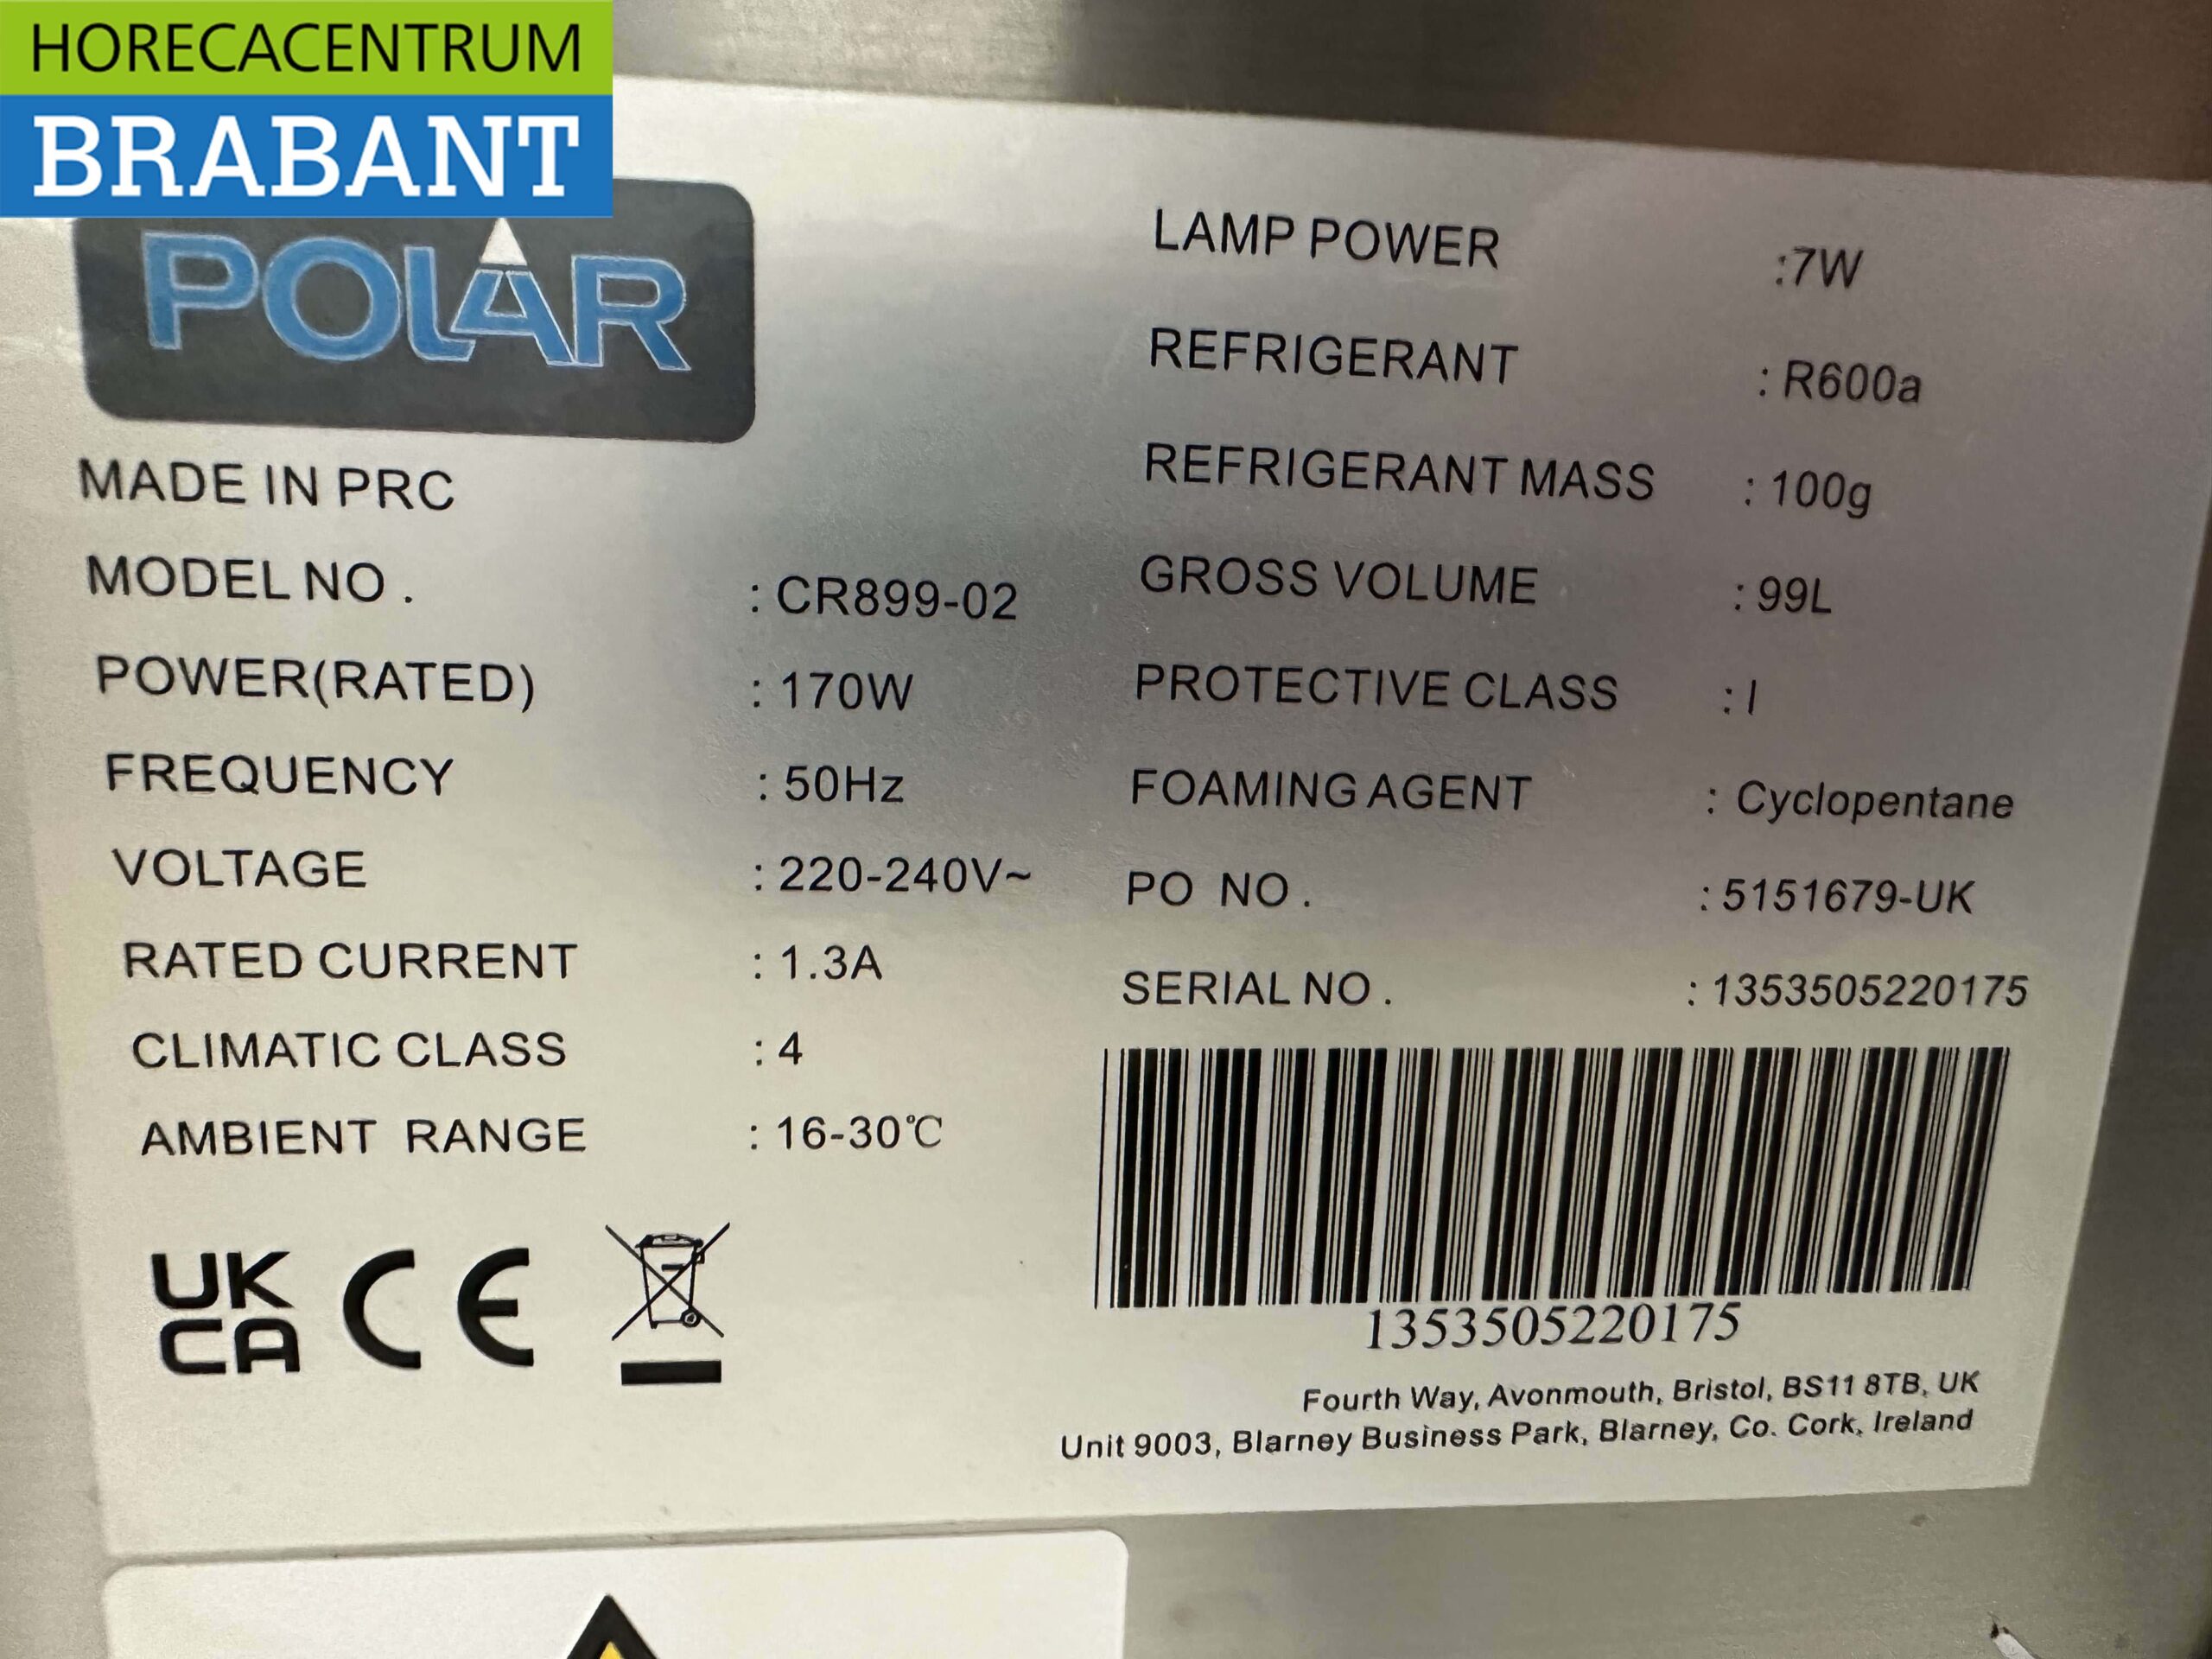 HORECACENTRUM
BRABANT
POLAR
MADE IN PRC
MODEL NO. : CR899-02
POWER(RATED) : 170W
FREQUENCY : 50Hz
VOLTAGE : 220-240V~
RATED CURRENT : 1.3A
CLIMATIC CLASS : 4
AMBIENT RANGE : 16-30℃
UK
CA CE
LAMP POWER :7W
REFRIGERANT : R600a
REFRIGERANT MASS : 100g
GROSS VOLUME : 99L
PROTECTIVE CLASS : I
FOAMING AGENT : Cyclopentane
PO NO. : 5151679-UK
SERIAL NO. : 1353505220175
1353505220175
Fourth Way, Avonmouth, Bristol, BS11 8TB, UK
Unit 9003, Blarney Business Park, Blarney, Co. Cork, Ireland